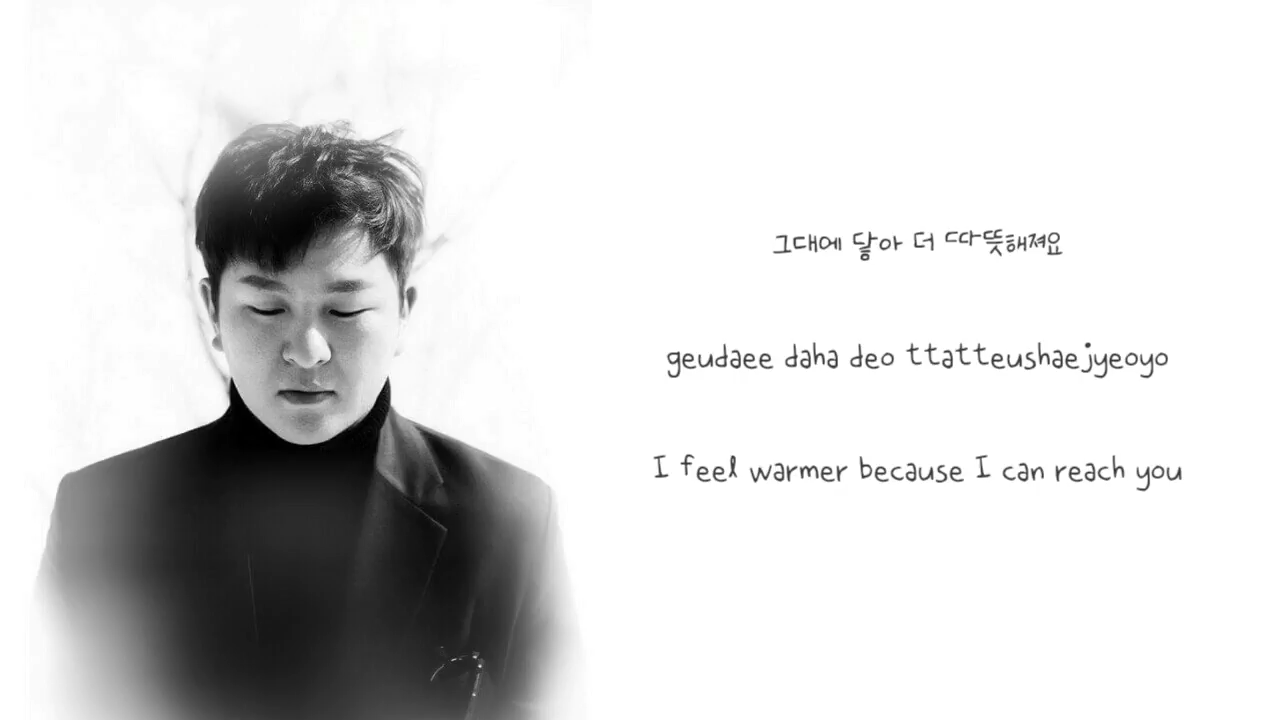 그대에 닿아 더 따뜻해져요
geudaee daha deo ttatteushaejyeoyo
I feel warmer because I can reach you